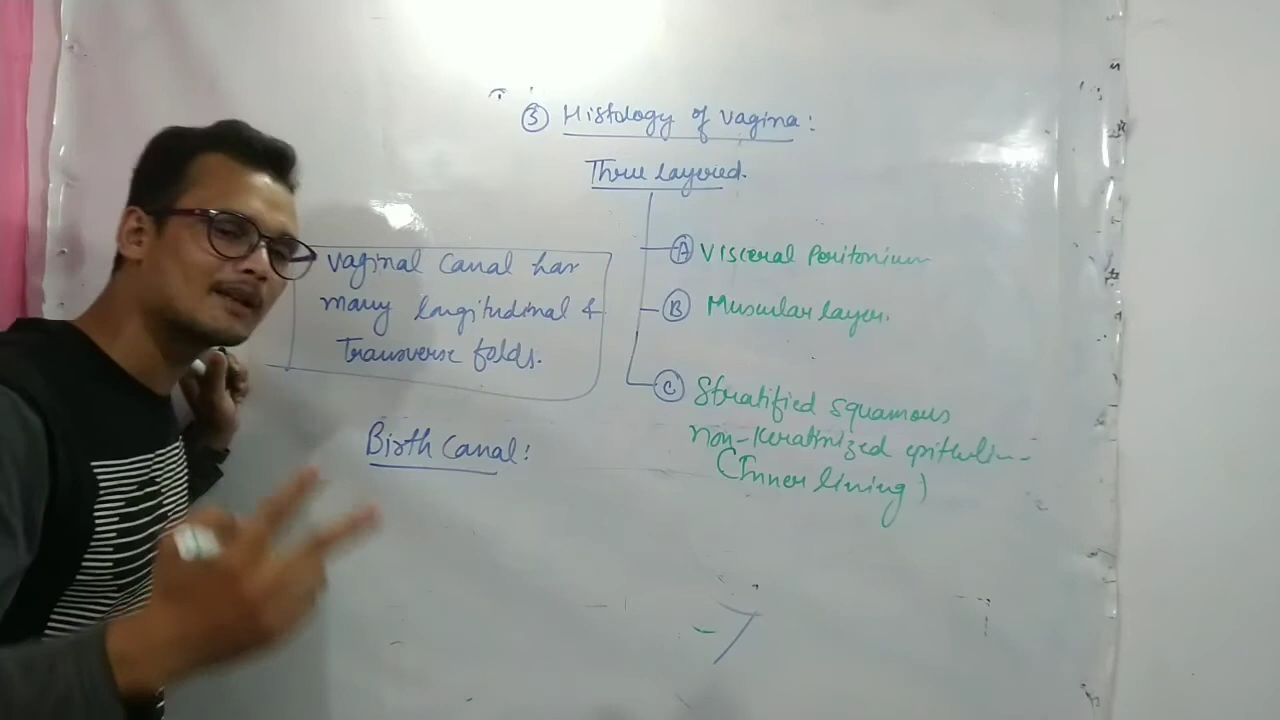 ③ Histology of vagina:
Three layered.
Ⓐ Visceral Peritonium
Ⓑ Muscular layer.
Ⓒ Stratified squamous
non-keratinized epithelin-
(Inner lining)
Vaginal Canal has
many longitudinal &
Transverse folds.
Birth Canal: